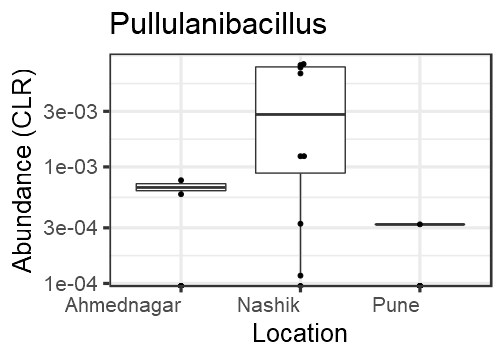 Pullulanibacillus
Abundance (CLR)
3e-03
1e-03
3e-04
1e-04
Ahmednagar
Nashik
Pune
Location